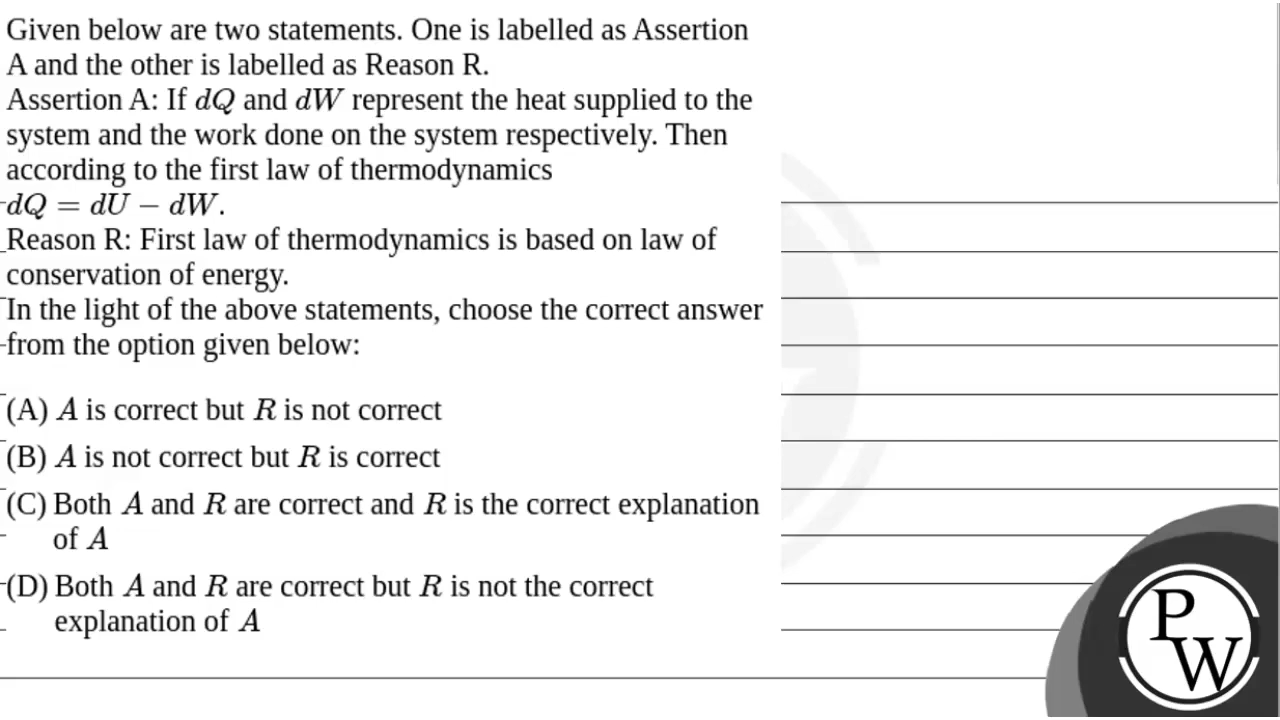 Given below are two statements. One is labelled as Assertion
A and the other is labelled as Reason R.
Assertion A: If dQ and dW represent the heat supplied to the
system and the work done on the system respectively. Then
according to the first law of thermodynamics
dQ = dU − dW.
Reason R: First law of thermodynamics is based on law of
conservation of energy.
In the light of the above statements, choose the correct answer
from the option given below:
(A) A is correct but R is not correct
(B) A is not correct but R is correct
(C) Both A and R are correct and R is the correct explanation
of A
(D) Both A and R are correct but R is not the correct
explanation of A
P
W